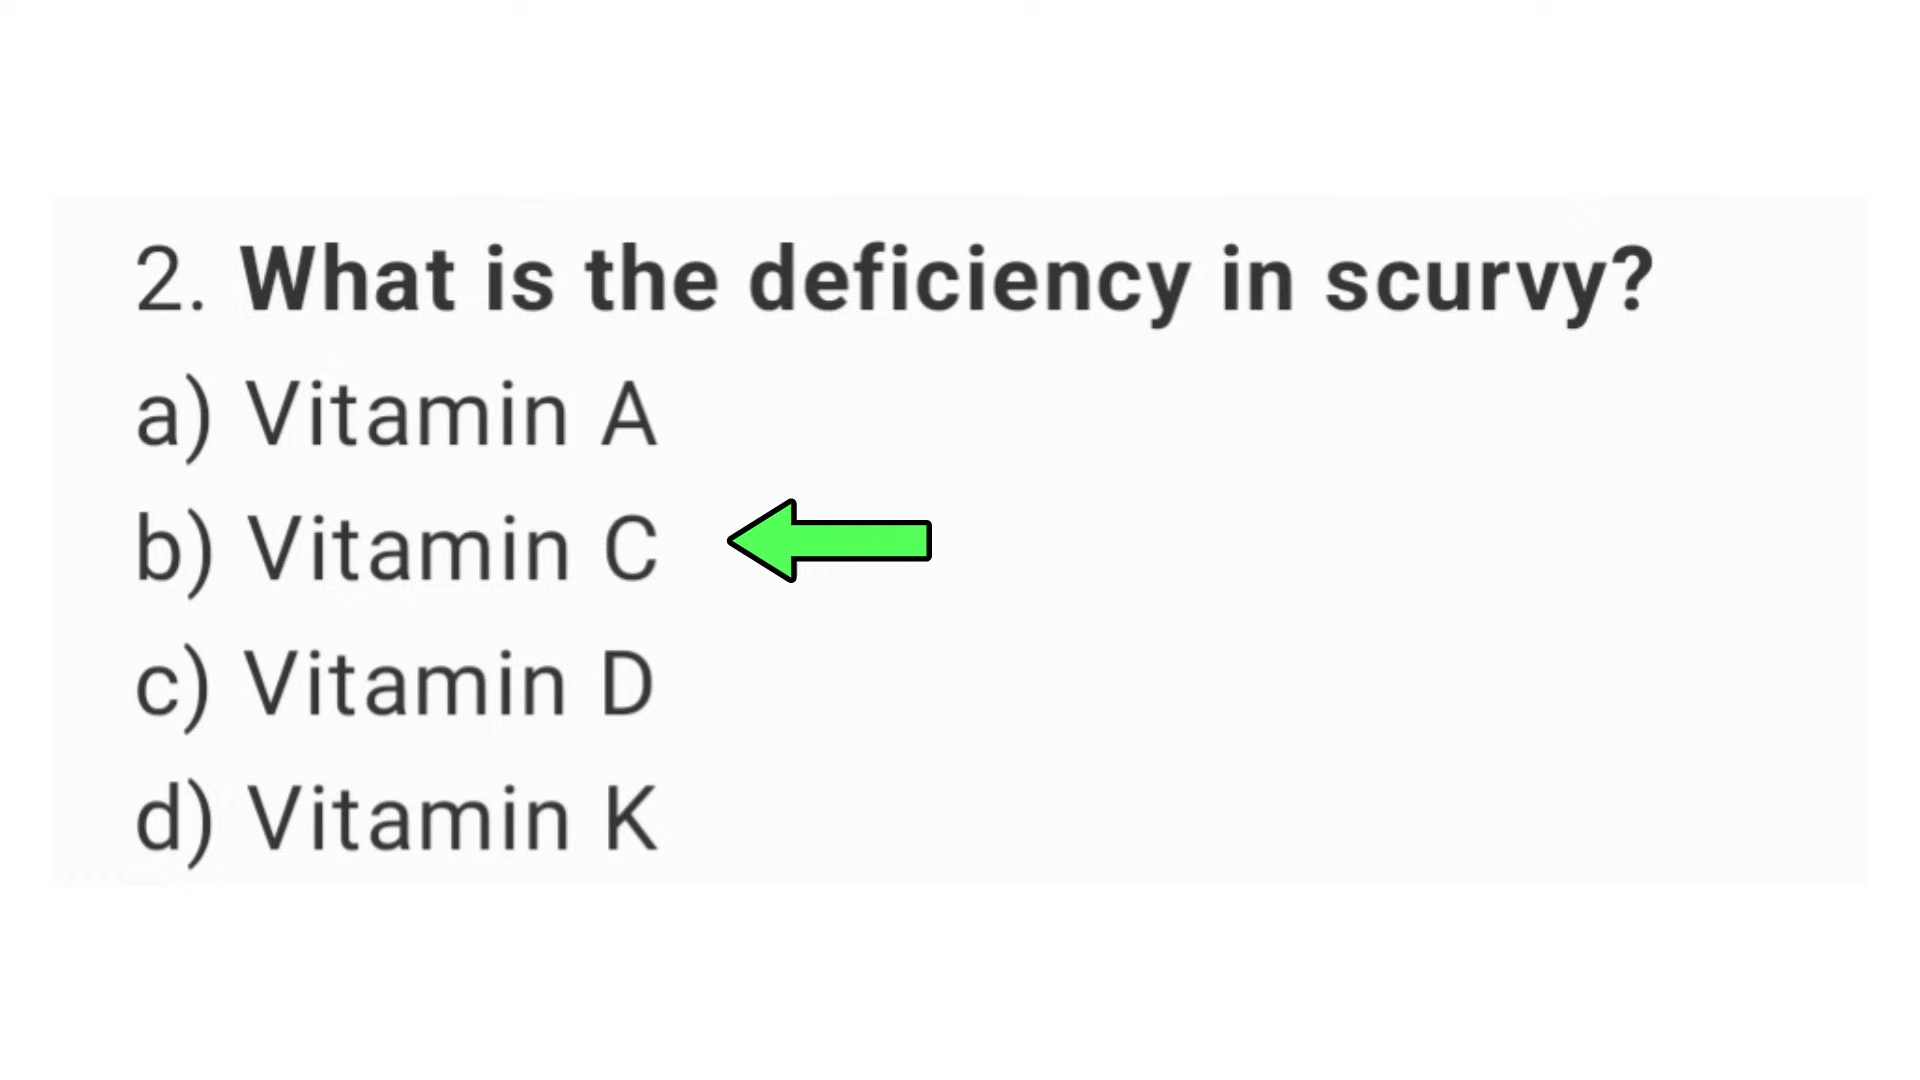 2. What is the deficiency in scurvy?
a) Vitamin A
b) Vitamin C
c) Vitamin D
d) Vitamin K